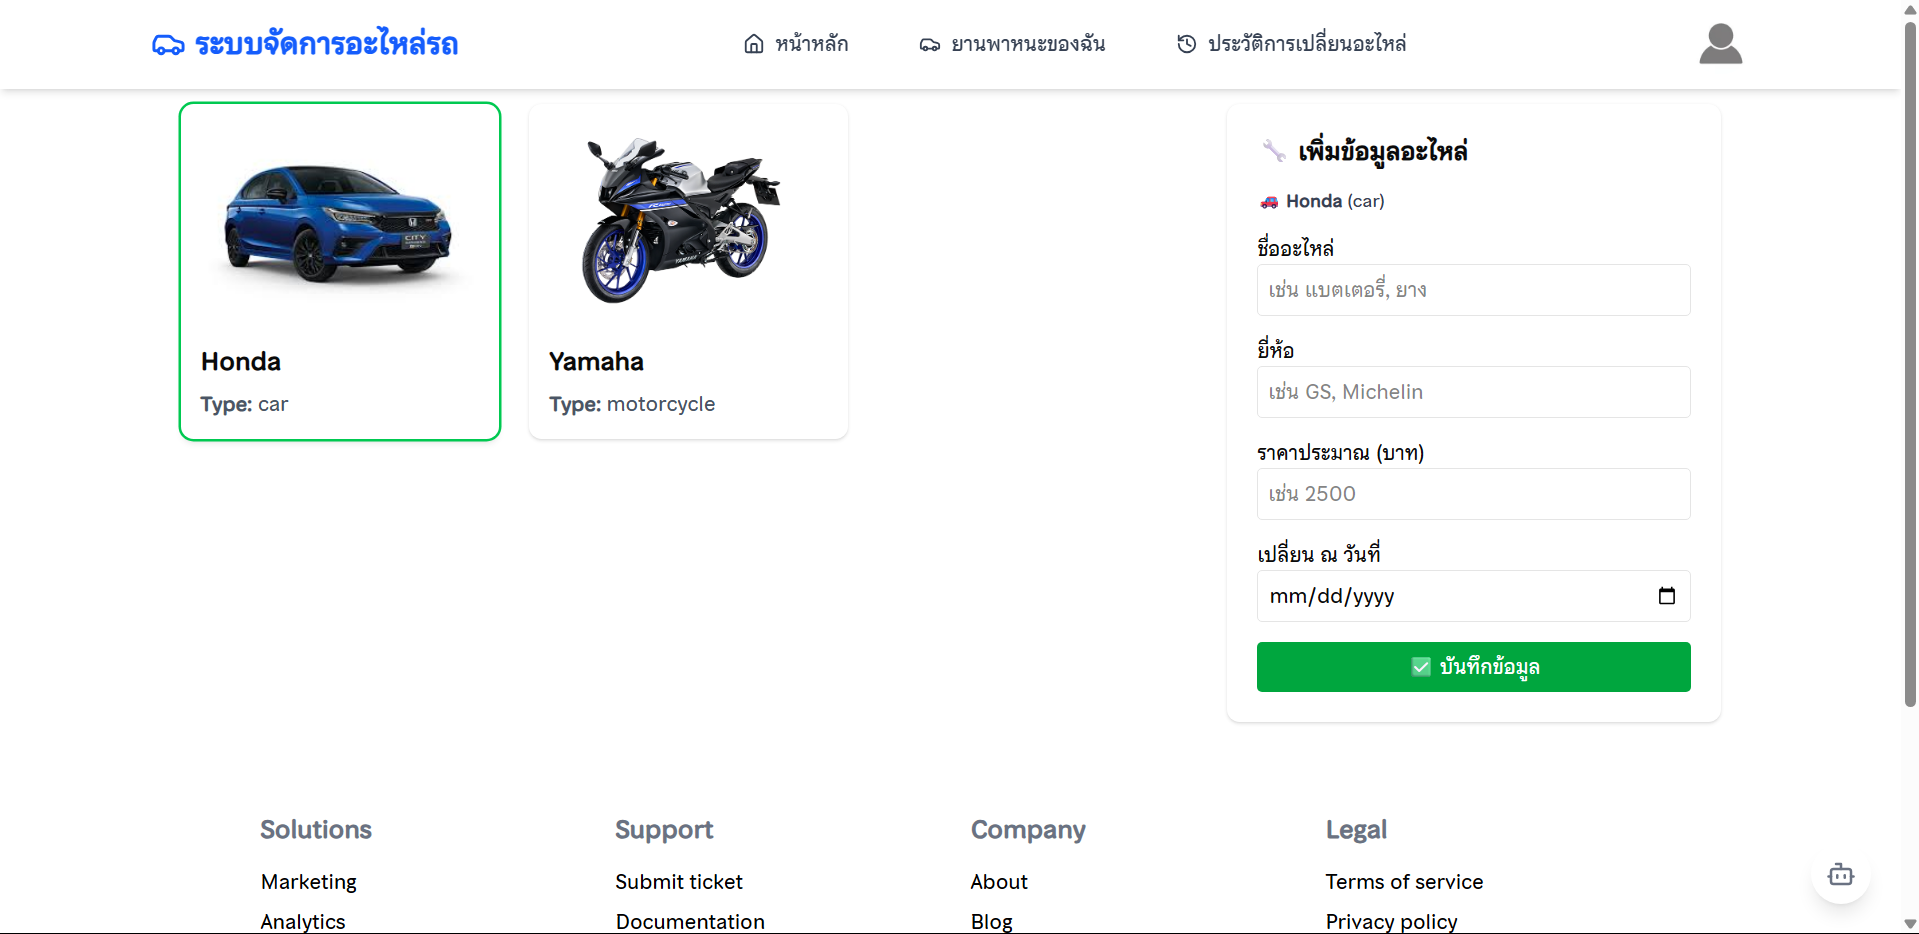 ระบบจัดการอะไหล่รถ
หน้าหลัก
ยานพาหนะของฉัน
ประวัติการเปลี่ยนอะไหล่
Honda
Type: car
Yamaha
Type: motorcycle
เพิ่มข้อมูลอะไหล่
Honda (car)
ชื่ออะไหล่
เช่น แบตเตอรี่, ยาง
ยี่ห้อ
เช่น GS, Michelin
ราคาประมาณ (บาท)
เช่น 2500
เปลี่ยน ณ วันที่
mm/dd/yyyy
✅ บันทึกข้อมูล
Solutions
Marketing
Analytics
Support
Submit ticket
Documentation
Company
About
Blog
Legal
Terms of service
Privacy policy